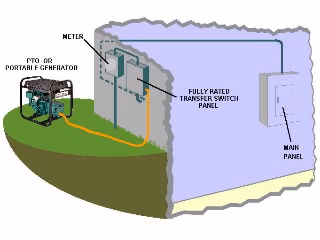 METER
PTO OR
PORTABLE GENERATOR
FULLY RATED
TRANSFER SWITCH
PANEL
MAIN
PANEL